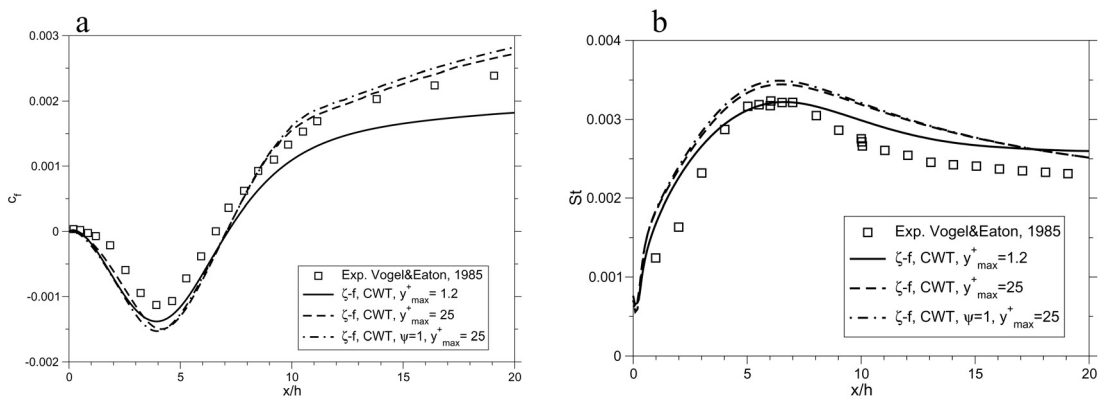 a
0.003
0.002
0.001
0
-0.001
-0.002
c_f
0 5 10 15 20
x/h
Exp. Vogel&Eaton, 1985
ζ-f, CWT, y⁺max= 1.2
ζ-f, CWT, y⁺max= 25
ζ-f, CWT, ψ=1, y⁺max= 25
b
0.004
0.003
0.002
0.001
0
St
0 5 10 15 20
x/h
Exp. Vogel&Eaton, 1985
ζ-f, CWT, y⁺max=1.2
ζ-f, CWT, y⁺max=25
ζ-f, CWT, ψ=1, y⁺max=25